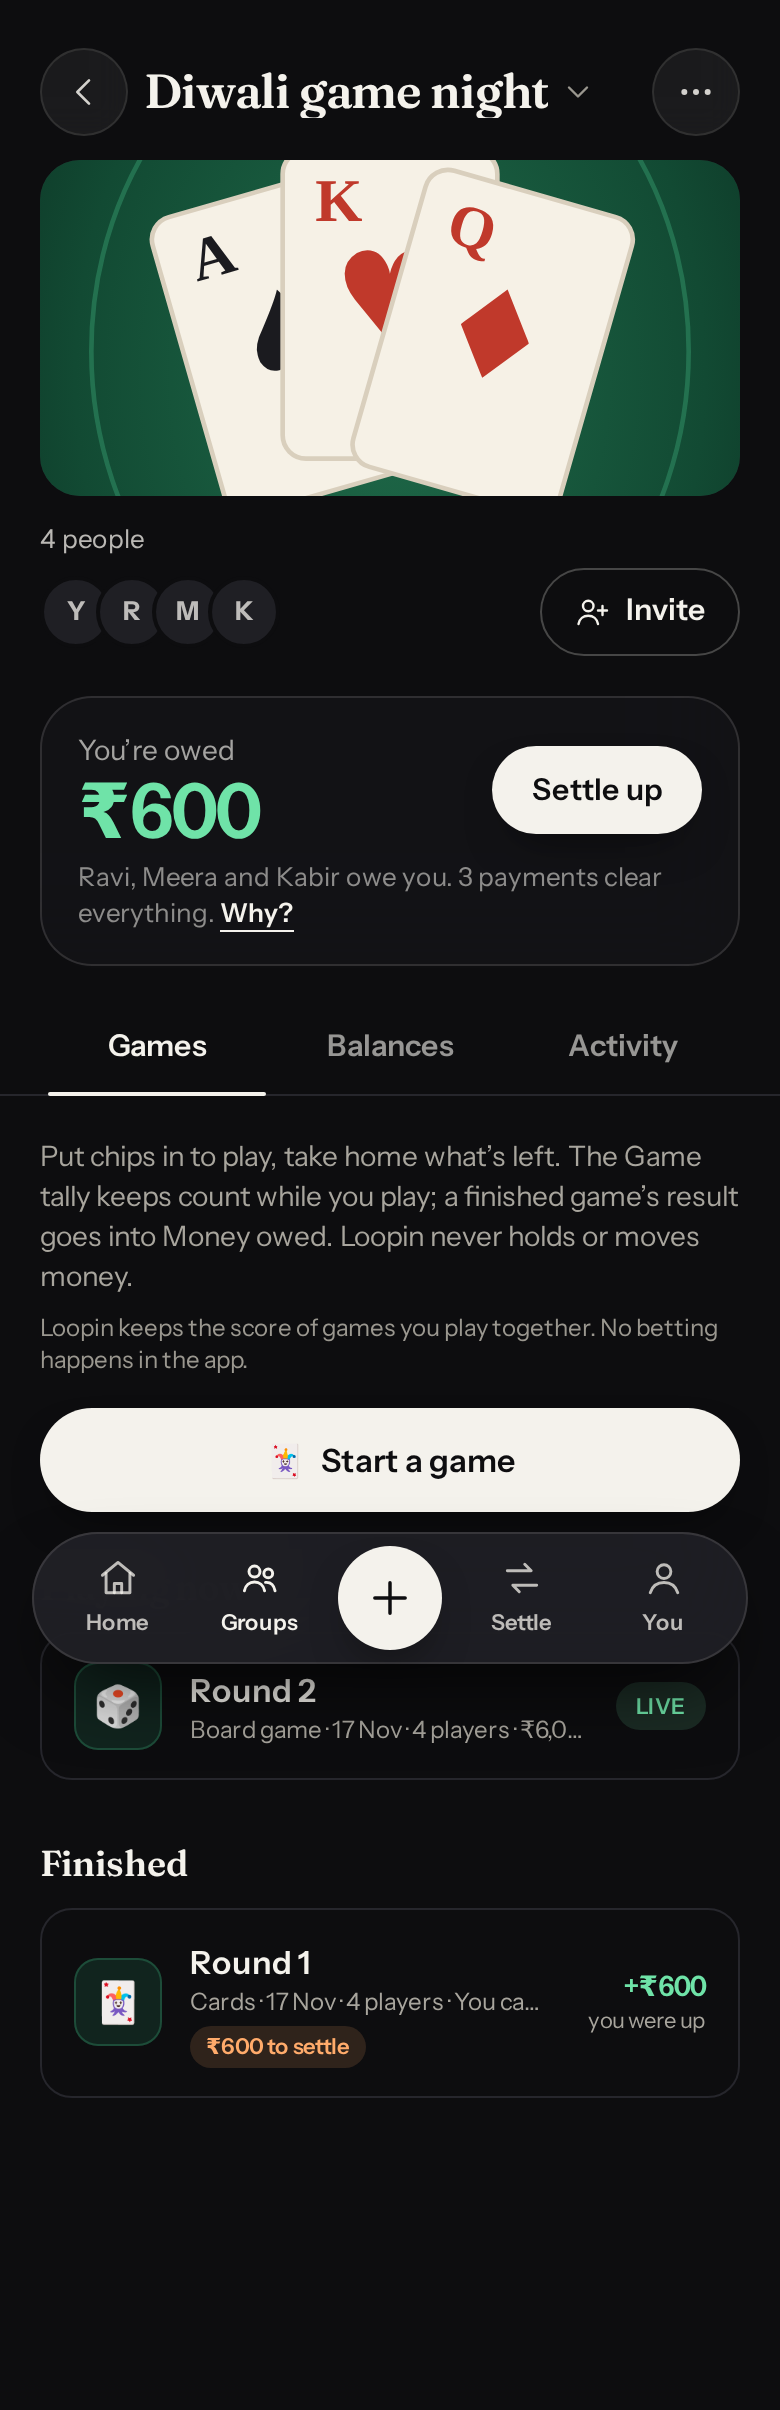 Diwali game night
A
K
Q
4 people
Y R M K
Invite
You’re owed
₹600
Settle up
Ravi, Meera and Kabir owe you. 3 payments clear
everything. Why?
Games
Balances
Activity
Put chips in to play, take home what’s left. The Game
tally keeps count while you play; a finished game’s result
goes into Money owed. Loopin never holds or moves
money.
Loopin keeps the score of games you play together. No betting
happens in the app.
Start a game
Home
Groups
Settle
You
Round 2
Board game · 17 Nov · 4 players · ₹6,0...
LIVE
Finished
Round 1
Cards · 17 Nov · 4 players · You ca...
₹600 to settle
+₹600
you were up